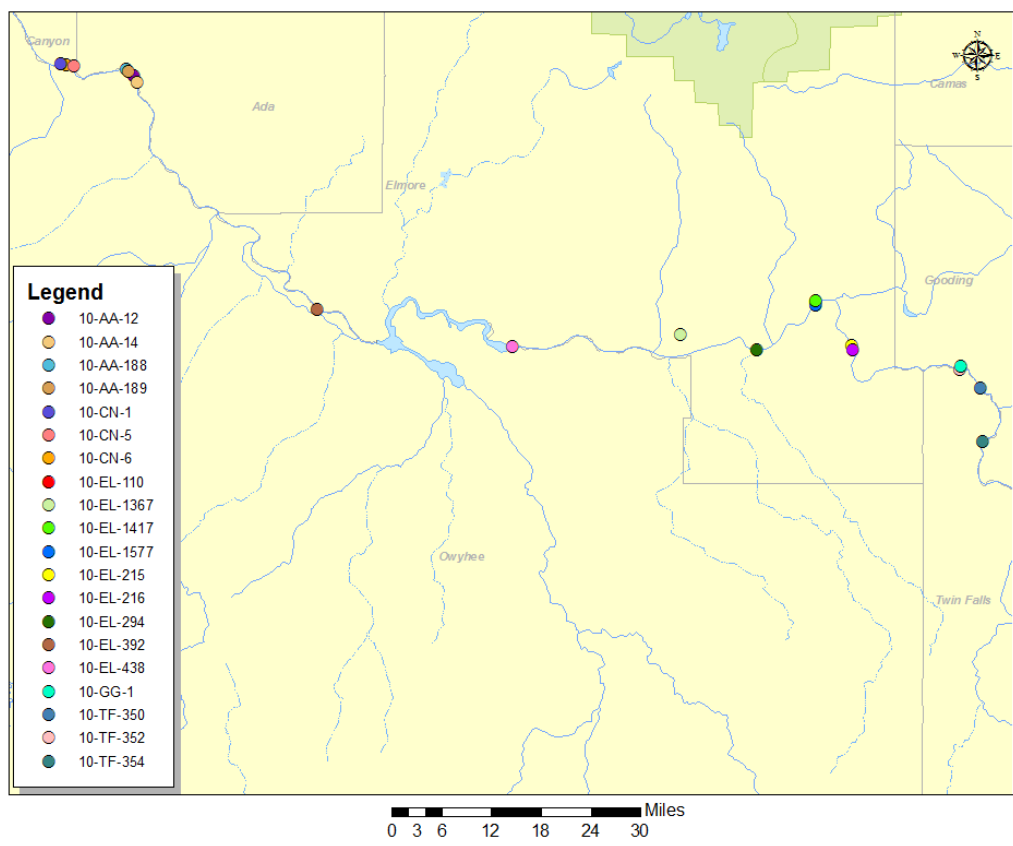 Canyon
N
W E
S
Camas
Ada
Elmore
Gooding
Legend
10-AA-12
10-AA-14
10-AA-188
10-AA-189
10-CN-1
10-CN-5
10-CN-6
10-EL-110
10-EL-1367
10-EL-1417
10-EL-1577
10-EL-215
10-EL-216
10-EL-294
10-EL-392
10-EL-438
10-GG-1
10-TF-350
10-TF-352
10-TF-354
Owyhee
Twin Falls
Miles
0 3 6 12 18 24 30